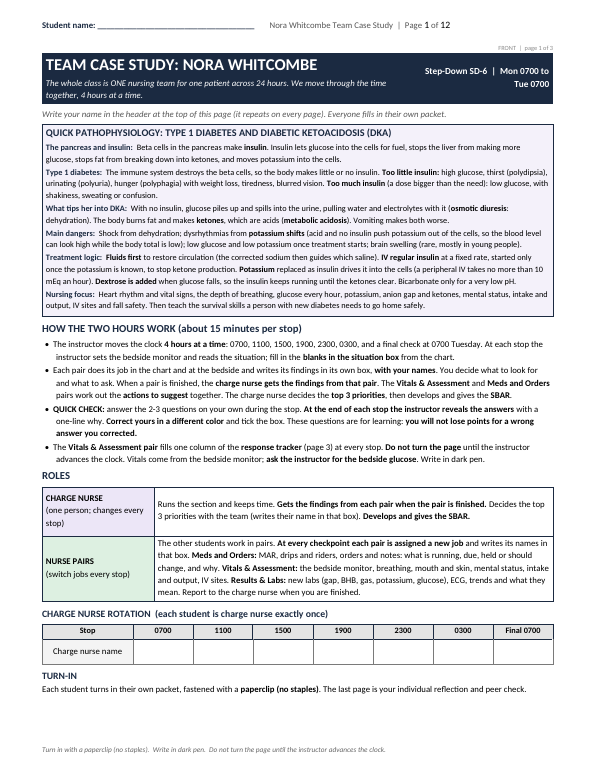 Student name: ___________________________________ Nora Whitcombe Team Case Study | Page 1 of 12
FRONT | page 1 of 3
TEAM CASE STUDY: NORA WHITCOMBE
The whole class is ONE nursing team for one patient across 24 hours. We move through the time
together, 4 hours at a time.
Step-Down SD-6 | Mon 0700 to
Tue 0700
Write your name in the header at the top of this page (it repeats on every page). Everyone fills in their own packet.
QUICK PATHOPHYSIOLOGY: TYPE 1 DIABETES AND DIABETIC KETOACIDOSIS (DKA)
The pancreas and insulin: Beta cells in the pancreas make insulin. Insulin lets glucose into the cells for fuel, stops the liver from making more
glucose, stops fat from breaking down into ketones, and moves potassium into the cells.
Type 1 diabetes: The immune system destroys the beta cells, so the body makes little or no insulin. Too little insulin: high glucose, thirst (polydipsia),
urinating (polyuria), hunger (polyphagia) with weight loss, tiredness, blurred vision. Too much insulin (a dose bigger than the need): low glucose, with
shakiness, sweating or confusion.
What tips her into DKA: With no insulin, glucose piles up and spills into the urine, pulling water and electrolytes with it (osmotic diuresis:
dehydration). The body burns fat and makes ketones, which are acids (metabolic acidosis). Vomiting makes both worse.
Main dangers: Shock from dehydration; dysrhythmias from potassium shifts (acid and no insulin push potassium out of the cells, so the blood level
can look high while the body total is low); low glucose and low potassium once treatment starts; brain swelling (rare, mostly in young people).
Treatment logic: Fluids first to restore circulation (the corrected sodium then guides which saline). IV regular insulin at a fixed rate, started only
once the potassium is known, to stop ketone production. Potassium replaced as insulin drives it into the cells (a peripheral IV takes no more than 10
mEq an hour). Dextrose is added when glucose falls, so the insulin keeps running until the ketones clear. Bicarbonate only for a very low pH.
Nursing focus: Heart rhythm and vital signs, the depth of breathing, glucose every hour, potassium, anion gap and ketones, mental status, intake and
output, IV sites and fall safety. Then teach the survival skills a person with new diabetes needs to go home safely.
HOW THE TWO HOURS WORK (about 15 minutes per stop)
• The instructor moves the clock 4 hours at a time: 0700, 1100, 1500, 1900, 2300, 0300, and a final check at 0700 Tuesday. At each stop the
instructor sets the bedside monitor and reads the situation; fill in the blanks in the situation box from the chart.
• Each pair does its job in the chart and at the bedside and writes its findings in its own box, with your names. You decide what to look for
and what to ask. When a pair is finished, the charge nurse gets the findings from that pair. The Vitals & Assessment and Meds and Orders
pairs work out the actions to suggest together. The charge nurse decides the top 3 priorities, then develops and gives the SBAR.
• QUICK CHECK: answer the 2-3 questions on your own during the stop. At the end of each stop the instructor reveals the answers with a
one-line why. Correct yours in a different color and tick the box. These questions are for learning: you will not lose points for a wrong
answer you corrected.
• The Vitals & Assessment pair fills one column of the response tracker (page 3) at every stop. Do not turn the page until the instructor
advances the clock. Vitals come from the bedside monitor; ask the instructor for the bedside glucose. Write in dark pen.
ROLES
CHARGE NURSE
(one person; changes every
stop)
Runs the section and keeps time. Gets the findings from each pair when the pair is finished. Decides the top
3 priorities with the team (writes their name in that box). Develops and gives the SBAR.
NURSE PAIRS
(switch jobs every stop)
The other students work in pairs. At every checkpoint each pair is assigned a new job and writes its names in
that box. Meds and Orders: MAR, drips and riders, orders and notes: what is running, due, held or should
change, and why. Vitals & Assessment: the bedside monitor, breathing, mouth and skin, mental status, intake
and output, IV sites. Results & Labs: new labs (gap, BHB, gas, potassium, glucose), ECG, trends and what they
mean. Report to the charge nurse when you are finished.
CHARGE NURSE ROTATION (each student is charge nurse exactly once)
Stop 0700 1100 1500 1900 2300 0300 Final 0700
Charge nurse name
TURN-IN
Each student turns in their own packet, fastened with a paperclip (no staples). The last page is your individual reflection and peer check.
Turn in with a paperclip (no staples). Write in dark pen. Do not turn the page until the instructor advances the clock.